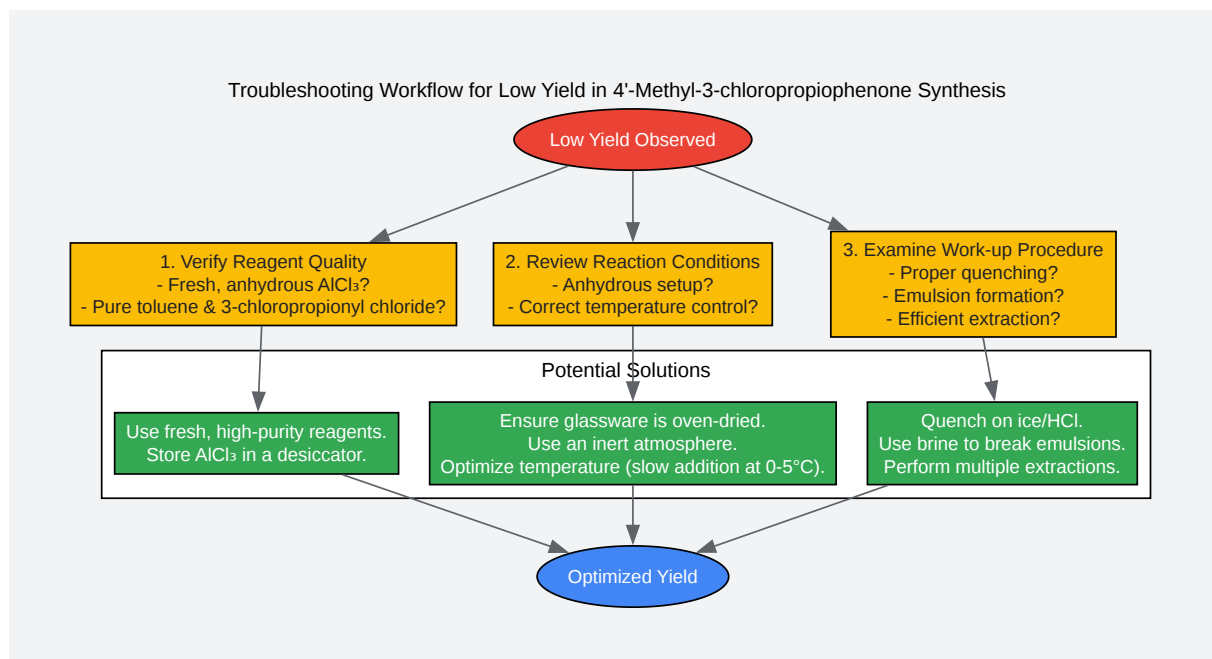 Troubleshooting Workflow for Low Yield in 4'-Methyl-3-chloropropiophenone Synthesis
Low Yield Observed
1. Verify Reagent Quality
- Fresh, anhydrous AlCl₃?
- Pure toluene & 3-chloropropionyl chloride?
2. Review Reaction Conditions
- Anhydrous setup?
- Correct temperature control?
3. Examine Work-up Procedure
- Proper quenching?
- Emulsion formation?
- Efficient extraction?
Potential Solutions
Use fresh, high-purity reagents.
Store AlCl₃ in a desiccator.
Ensure glassware is oven-dried.
Use an inert atmosphere.
Optimize temperature (slow addition at 0-5°C).
Quench on ice/HCl.
Use brine to break emulsions.
Perform multiple extractions.
Optimized Yield